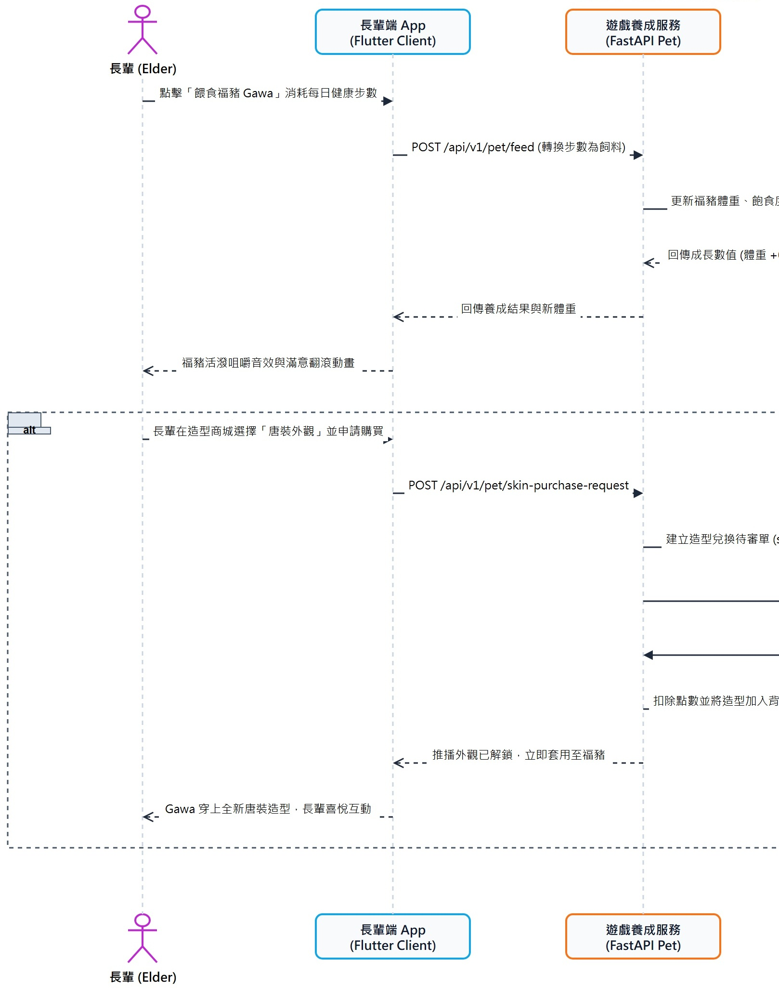 長輩 (Elder)
長輩端 App
(Flutter Client)
遊戲養成服務
(FastAPI Pet)
點擊「餵食福豬 Gawa」消耗每日健康步數
POST /api/v1/pet/feed (轉換步數為飼料)
更新福豬體重、飽食
回傳成長數值 (體重 +
回傳養成結果與新體重
福豬活潑咀嚼音效與滿意翻滾動畫
alt
長輩在造型商城選擇「唐裝外觀」並申請購買
POST /api/v1/pet/skin-purchase-request
建立造型兌換待審單 (
扣除點數並將造型加入背
推播外觀已解鎖，立即套用至福豬
Gawa 穿上全新唐裝造型，長輩喜悅互動
長輩端 App
(Flutter Client)
遊戲養成服務
(FastAPI Pet)
長輩 (Elder)